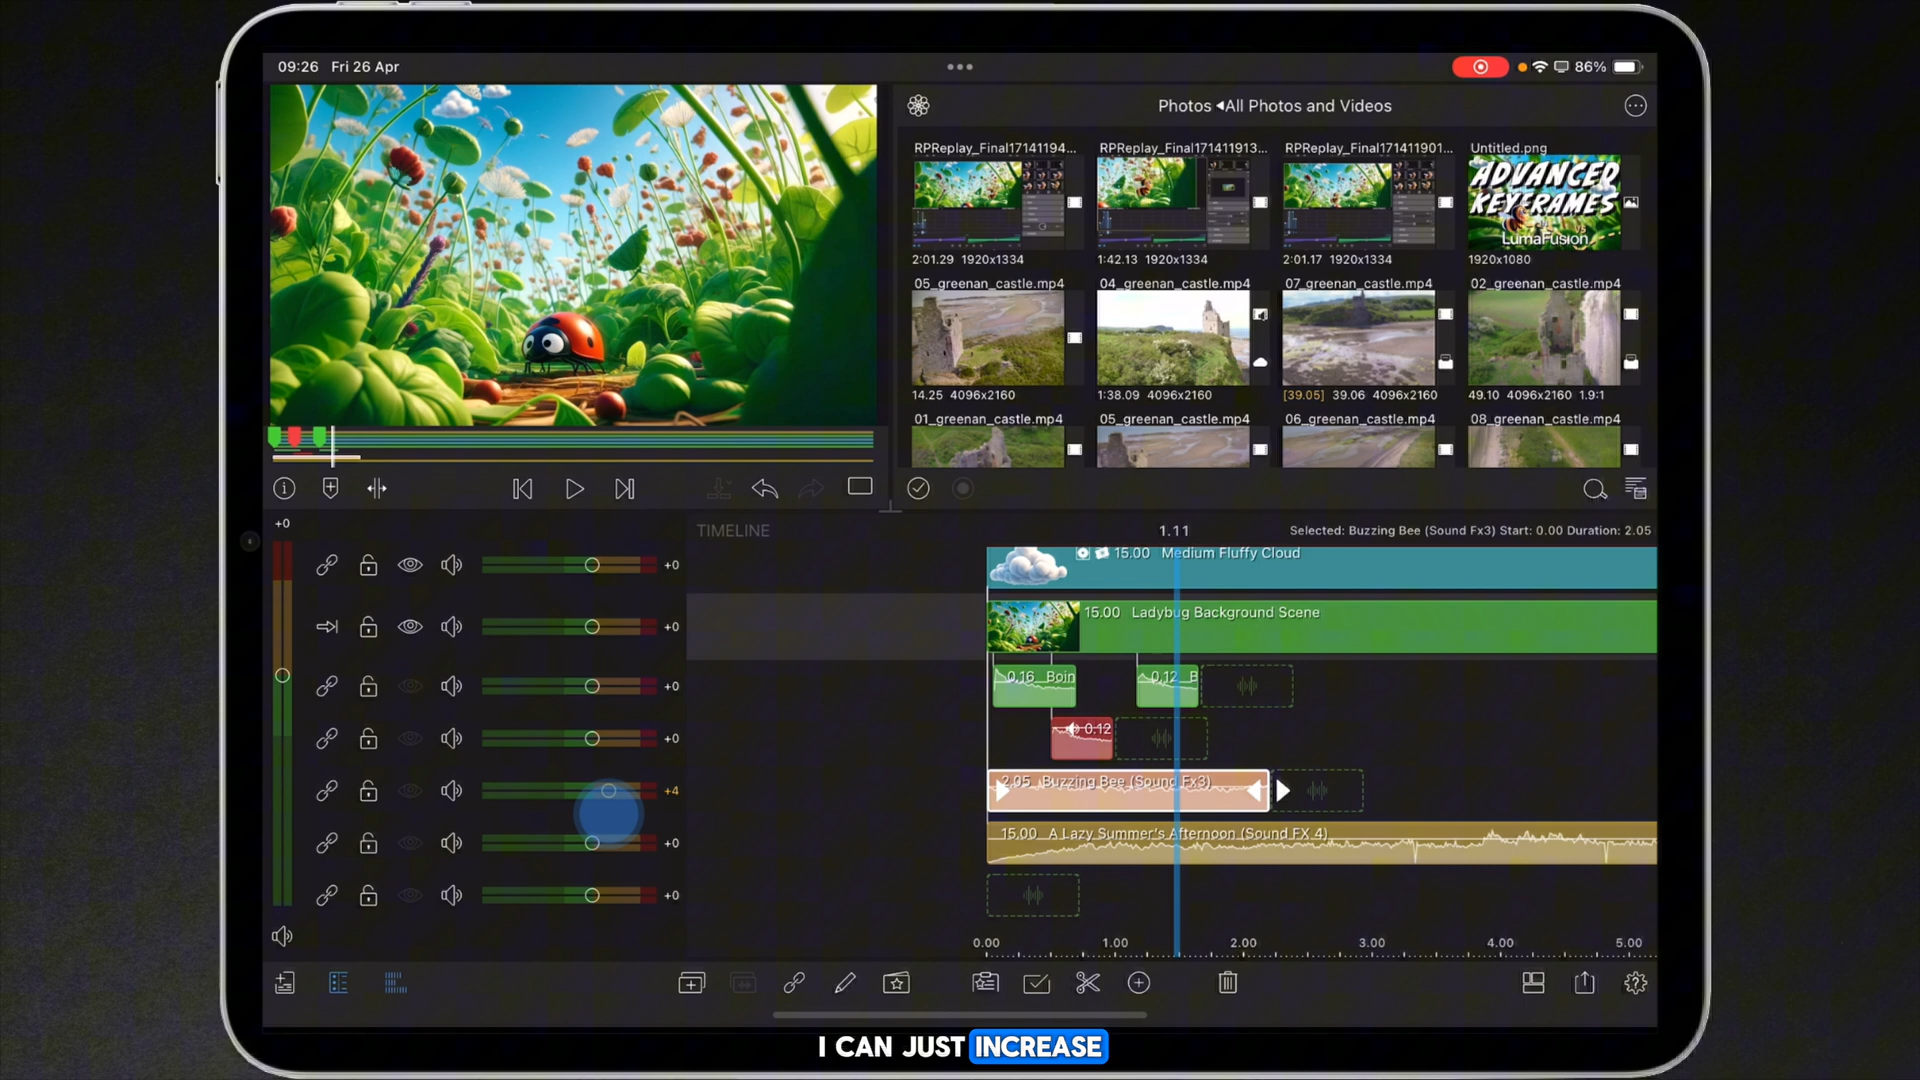 09:26 Fri 26 Apr
86%
Photos ◂All Photos and Videos
RPReplay_Final171411194...
RPReplay_Final171411913...
RPReplay_Final171411901...
Untitled.png
ADVANCED
KEYFRAMES
LumaFusion
2:01.29 1920x1334
1:42.13 1920x1334
2:01.17 1920x1334
1920x1080
05_greenan_castle.mp4
04_greenan_castle.mp4
07_greenan_castle.mp4
02_greenan_castle.mp4
14.25 4096x2160
1:38.09 4096x2160
[39.05] 39.06 4096x2160
49.10 4096x2160 1.9:1
01_greenan_castle.mp4
05_greenan_castle.mp4
06_greenan_castle.mp4
08_greenan_castle.mp4
+0
TIMELINE
1.11
Selected: Buzzing Bee (Sound Fx3) Start: 0.00 Duration: 2.05
+0
15.00 Medium Fluffy Cloud
+0
15.00 Ladybug Background Scene
+0
0.16 Boin
0.12 B
+0
0.12
+4
2.05 Buzzing Bee (Sound Fx3)
+0
15.00 A Lazy Summer's Afternoon (Sound FX 4)
+0
0.00 1.00 2.00 3.00 4.00 5.00
I CAN JUST INCREASE